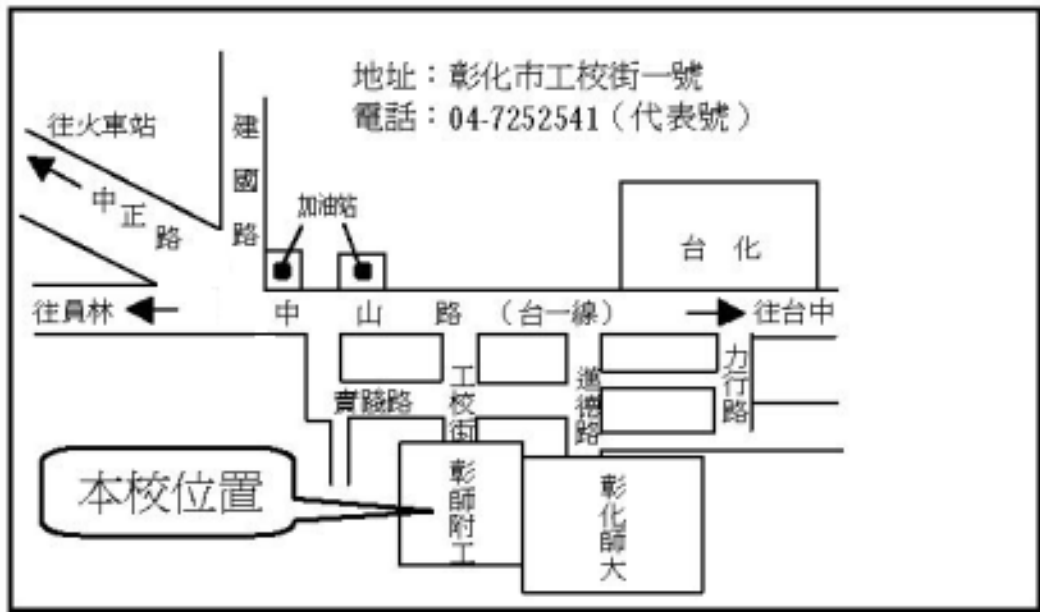 地址：彰化市工校街一號
電話：04-7252541（代表號）
往火車站
建國路
中正路
加油站
台化
往員林
中山路（台一線）
往台中
工校街
進德路
力行路
實踐路
本校位置
彰師附工
彰化師大